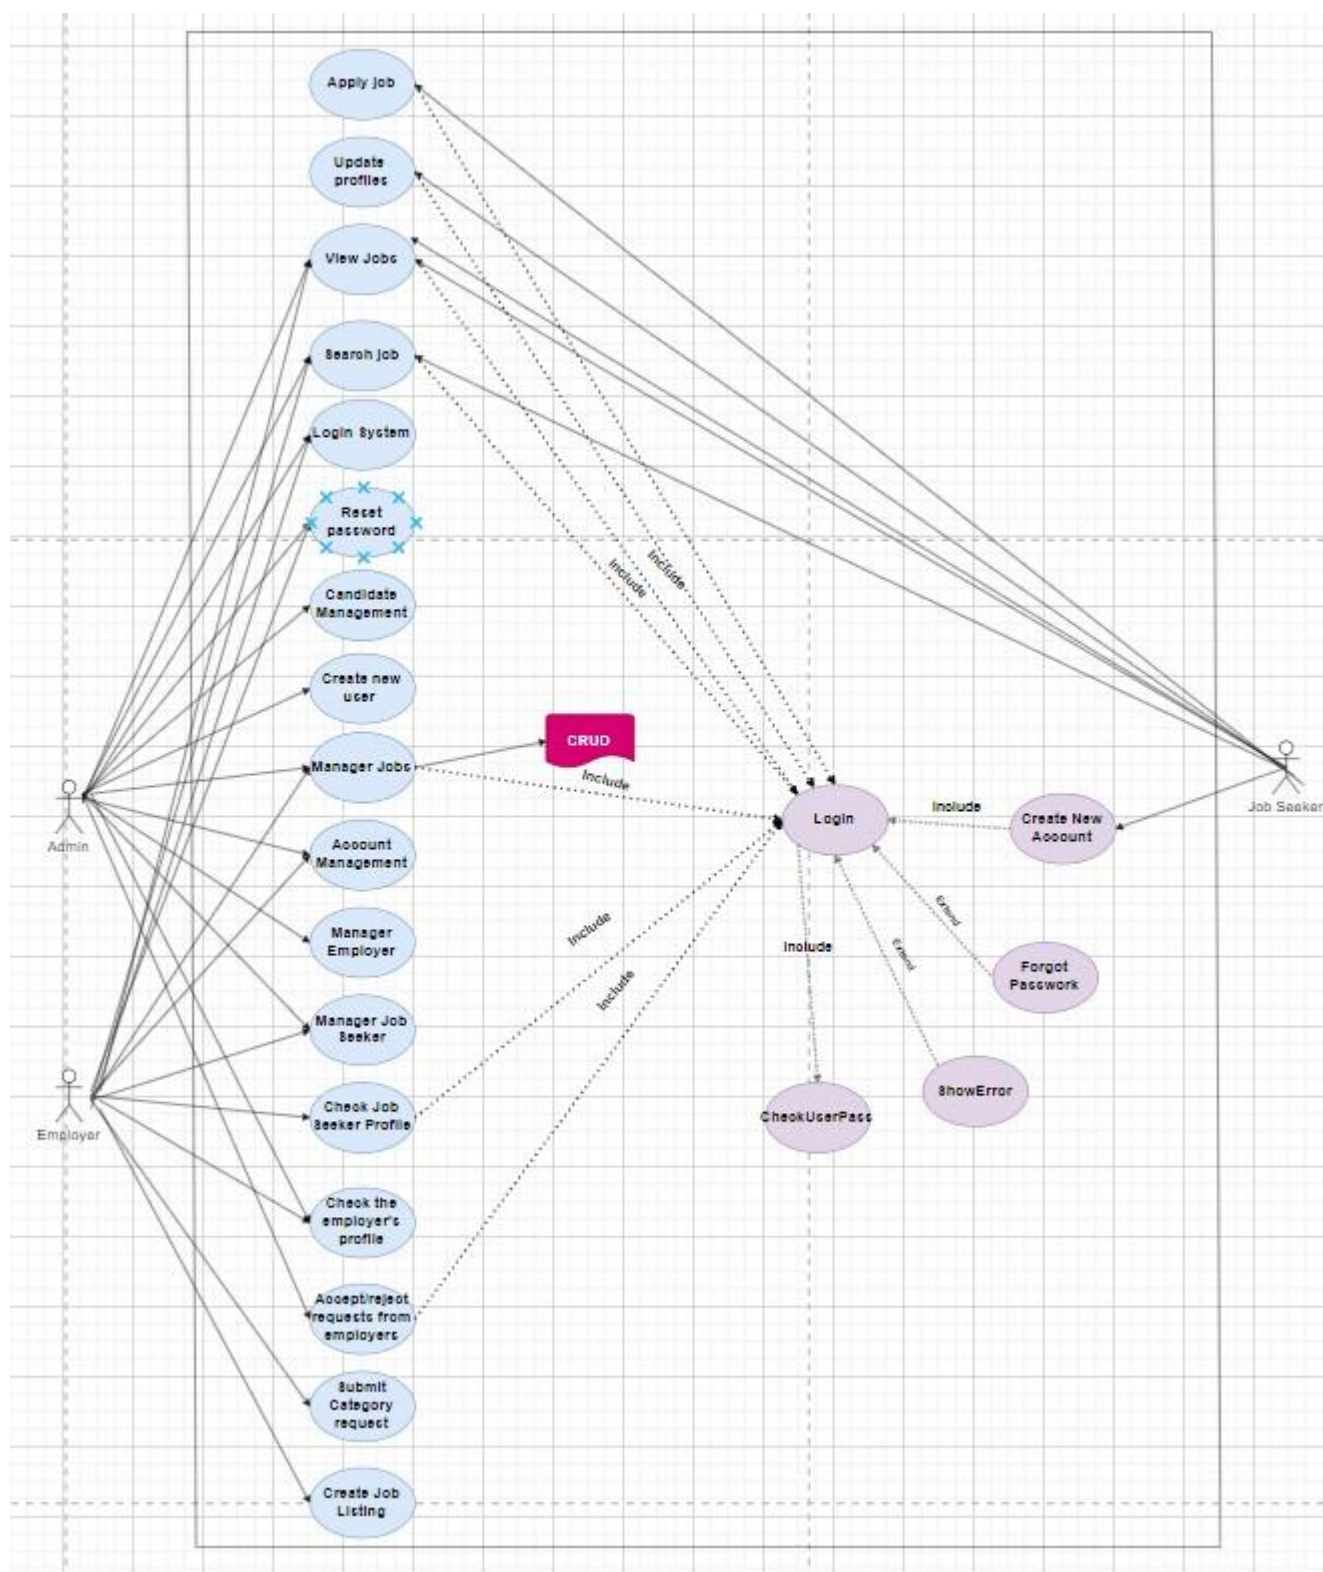 Apply job
Update
profiles
View Jobs
Search job
Login System
Reset
password
Candidate
Management
Create new
user
Manager Jobs
CRUD
Include
Include
Include
Login
Include
Create New
Account
Job Seeker
Admin
Account
Management
Manager
Employer
Include
Include
Include
Extend
Extend
Forgot
Passwork
Manager Job
Seeker
ShowError
CheckUserPass
Employer
Check Job
Seeker Profile
Check the
employer's
profile
Accept/reject
requests from
employers
Submit
Category
request
Create Job
Listing